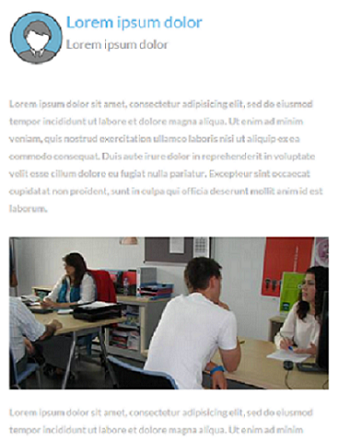 Lorem ipsum dolor
Lorem ipsum dolor
Lorem ipsum dolor sit amet, consectetur adipisicing elit, sed do eiusmod
tempor incididunt ut labore et dolore magna aliqua. Ut enim ad minim
veniam, quis nostrud exercitation ullamco laboris nisi ut aliquip ex ea
commodo consequat. Duis aute irure dolor in reprehenderit in voluptate
velit esse cillum dolore eu fugiat nulla pariatur. Excepteur sint occaecat
cupidatat non proident, sunt in culpa qui officia deserunt mollit anim id est
laborum.
Lorem ipsum dolor sit amet, consectetur adipisicing elit, sed do eiusmod
tempor incididunt ut labore et dolore magna aliqua. Ut enim ad minim